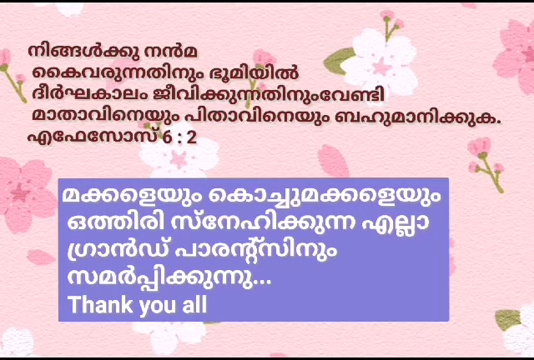 നിങ്ങൾക്കു നൻമ
കൈവരുന്നതിനും ഭൂമിയിൽ
ദീർഘകാലം ജീവിക്കുന്നതിനുംവേണ്ടി
മാതാവിനെയും പിതാവിനെയും ബഹുമാനിക്കുക.
എഫേസോസ് 6 : 2
മക്കളെയും കൊച്ചുമക്കളെയും
ഒത്തിരി സ്നേഹിക്കുന്ന എല്ലാ
ഗ്രാൻഡ് പാരന്റ്സിനും
സമർപ്പിക്കുന്നു...
Thank you all